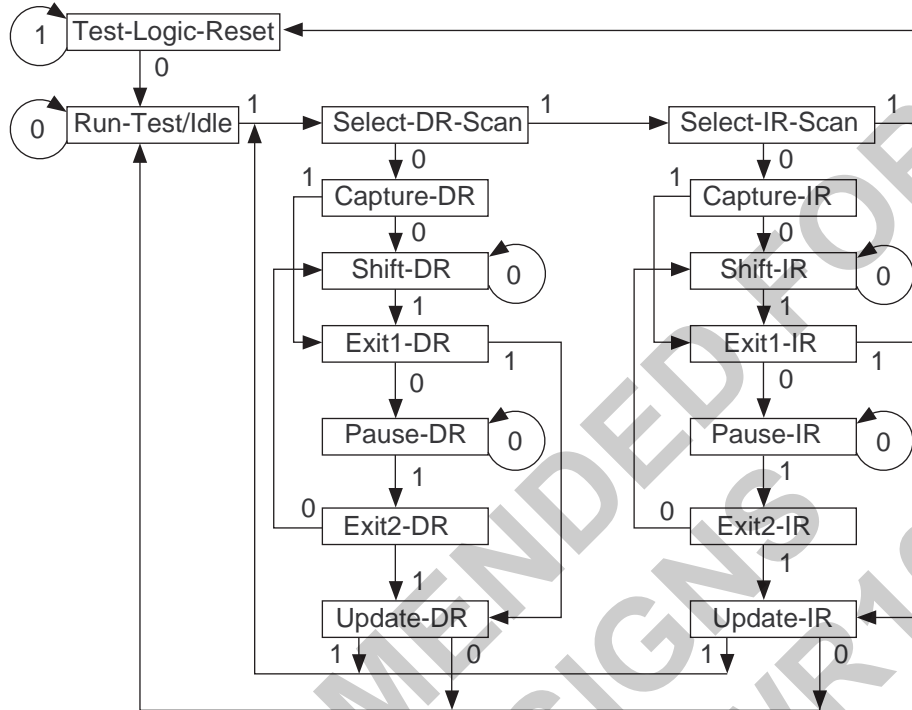 1 Test-Logic-Reset
0
0 Run-Test/Idle 1 Select-DR-Scan 1 Select-IR-Scan 1
0 0
1 Capture-DR 1 Capture-IR
0 0
Shift-DR 0 Shift-IR 0
1 1
Exit1-DR 1 Exit1-IR 1
0 0
Pause-DR 0 Pause-IR 0
1 1
0 Exit2-DR 0 Exit2-IR
1 1
Update-DR Update-IR
1 0 1 0
MENDED FOR
SIGNS